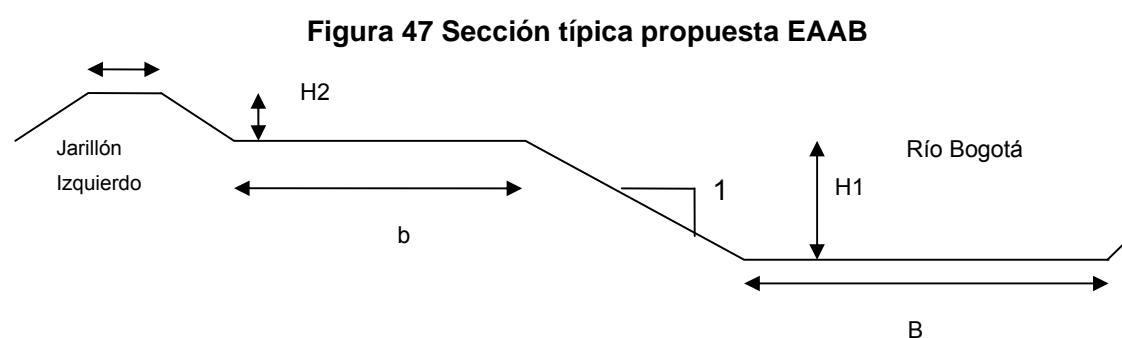 Figura 47 Sección típica propuesta EAAB
H2
Jarillón
Izquierdo
Río Bogotá
1
H1
b
B